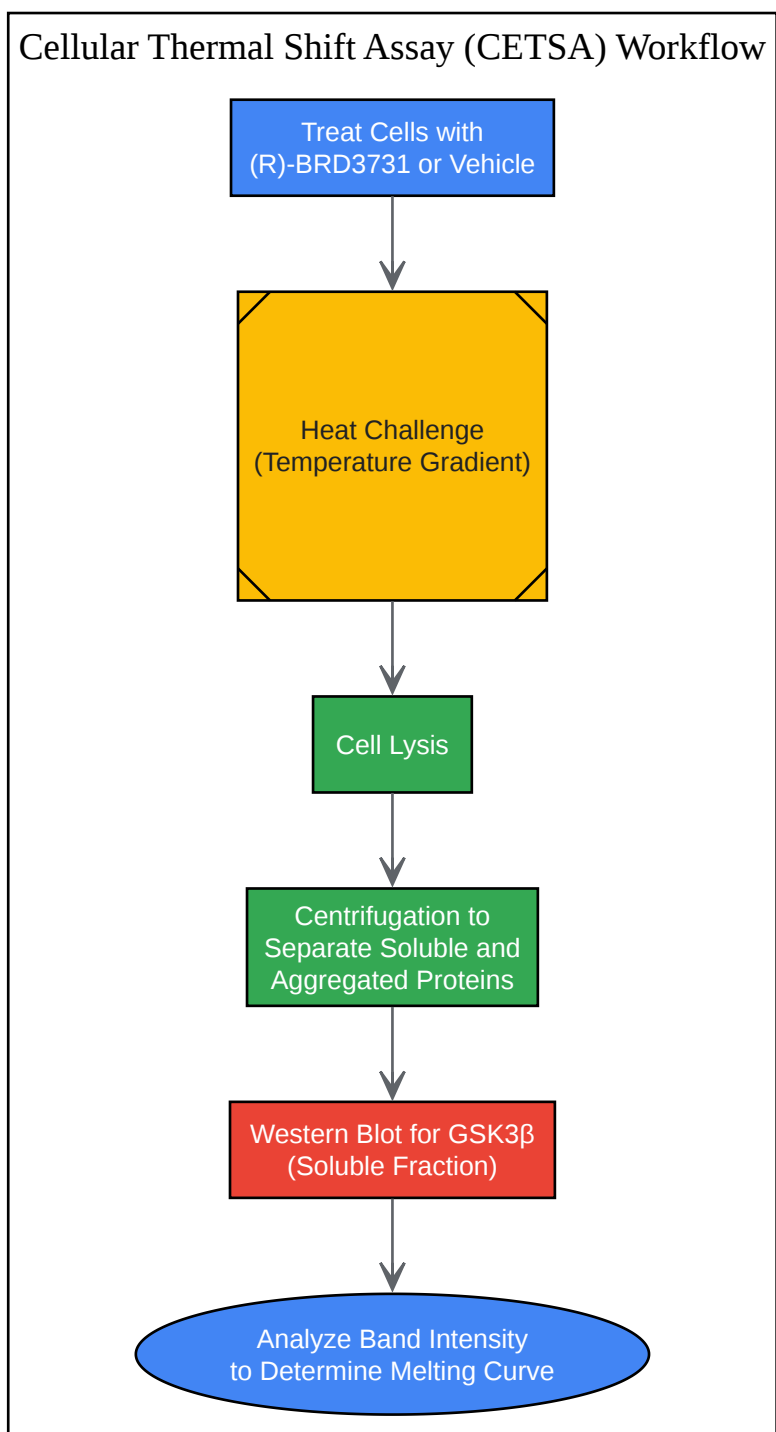 Cellular Thermal Shift Assay (CETSA) Workflow
Treat Cells with
(R)-BRD3731 or Vehicle
Heat Challenge
(Temperature Gradient)
Cell Lysis
Centrifugation to
Separate Soluble and
Aggregated Proteins
Western Blot for GSK3β
(Soluble Fraction)
Analyze Band Intensity
to Determine Melting Curve